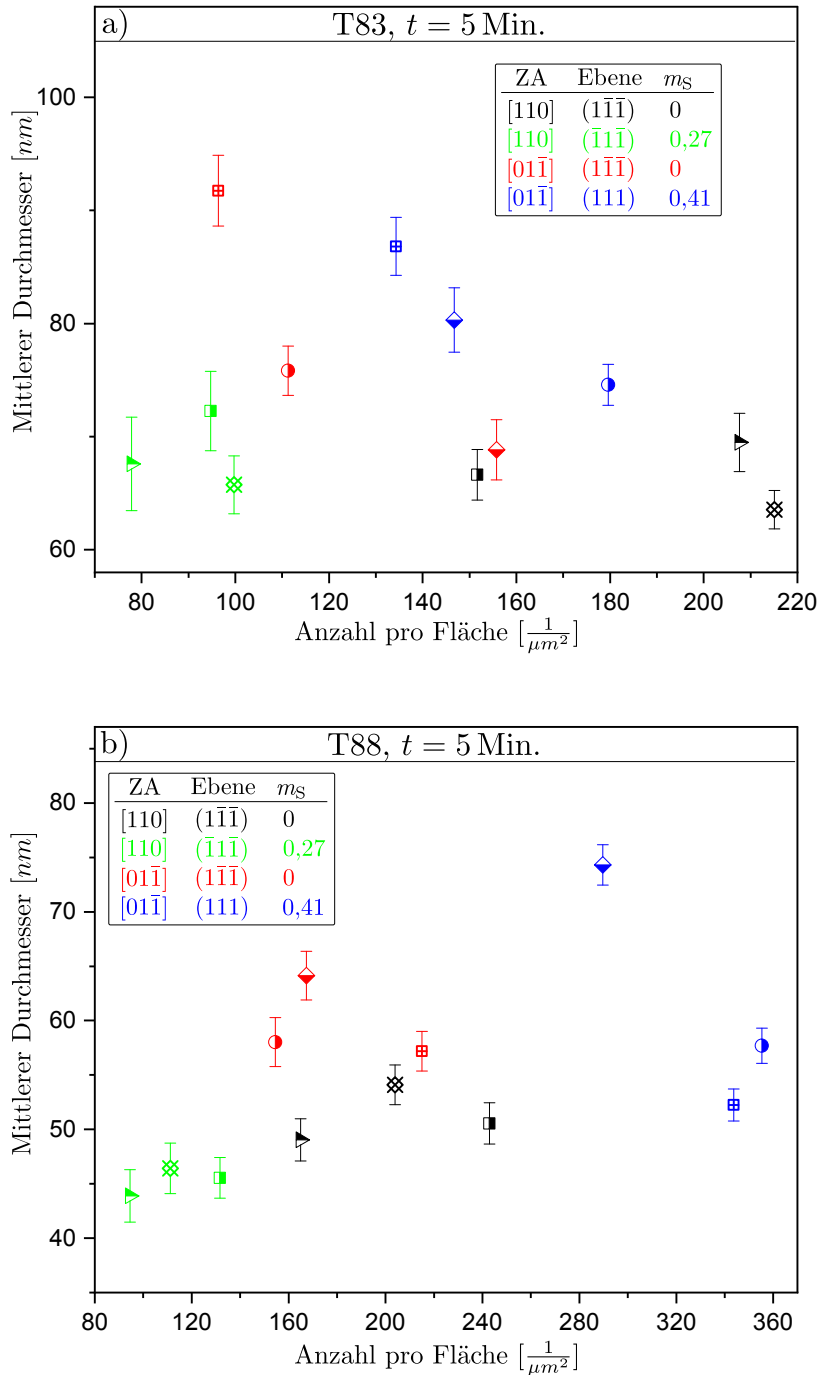 a) T83, t = 5 Min.
ZA Ebene mS
[110] (11̄1̄) 0
[110] (1̄11̄) 0,27
[011̄] (11̄1̄) 0
[011̄] (111) 0,41
100
80
60
Mittlerer Durchmesser [nm]
80 100 120 140 160 180 200 220
Anzahl pro Fläche [1/μm²]
b) T88, t = 5 Min.
ZA Ebene mS
[110] (11̄1̄) 0
[110] (1̄11̄) 0,27
[011̄] (11̄1̄) 0
[011̄] (111) 0,41
80
70
60
50
40
Mittlerer Durchmesser [nm]
80 120 160 200 240 280 320 360
Anzahl pro Fläche [1/μm²]